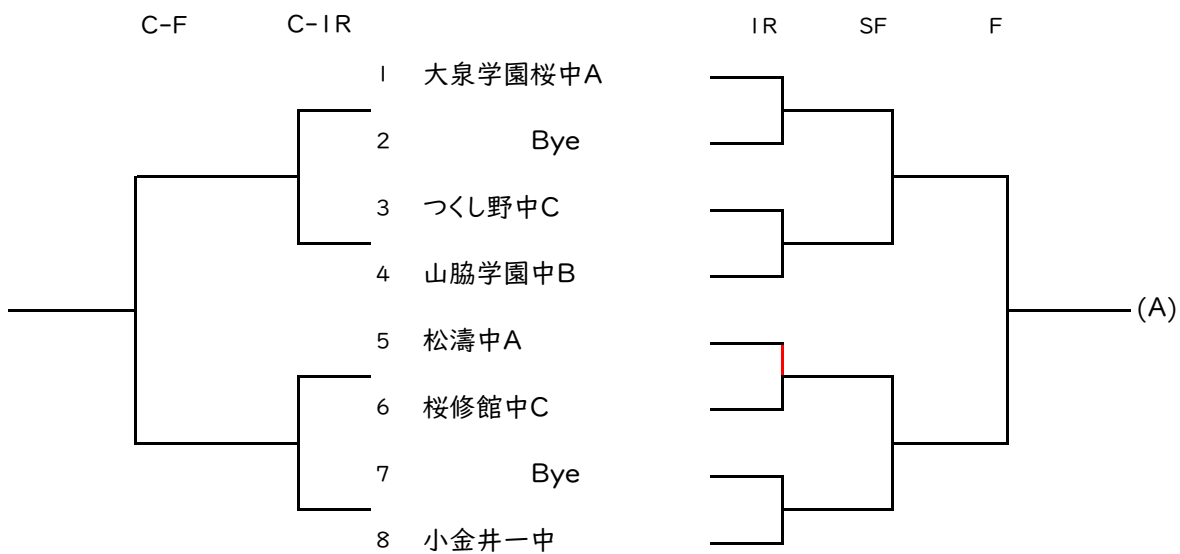 C-F C-1R 1R SF F
1 大泉学園桜中A
2 Bye
3 つくし野中C
4 山脇学園中B
(A)
5 松濤中A
6 桜修館中C
7 Bye
8 小金井一中